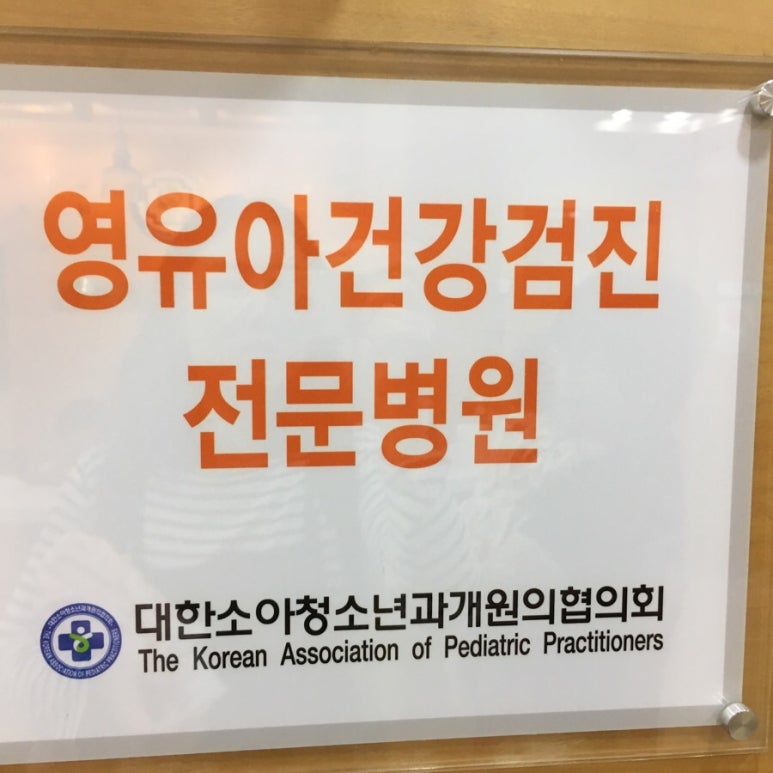 영유아건강검진
전문병원
대한소아청소년과개원의협의회
The Korean Association of Pediatric Practitioners